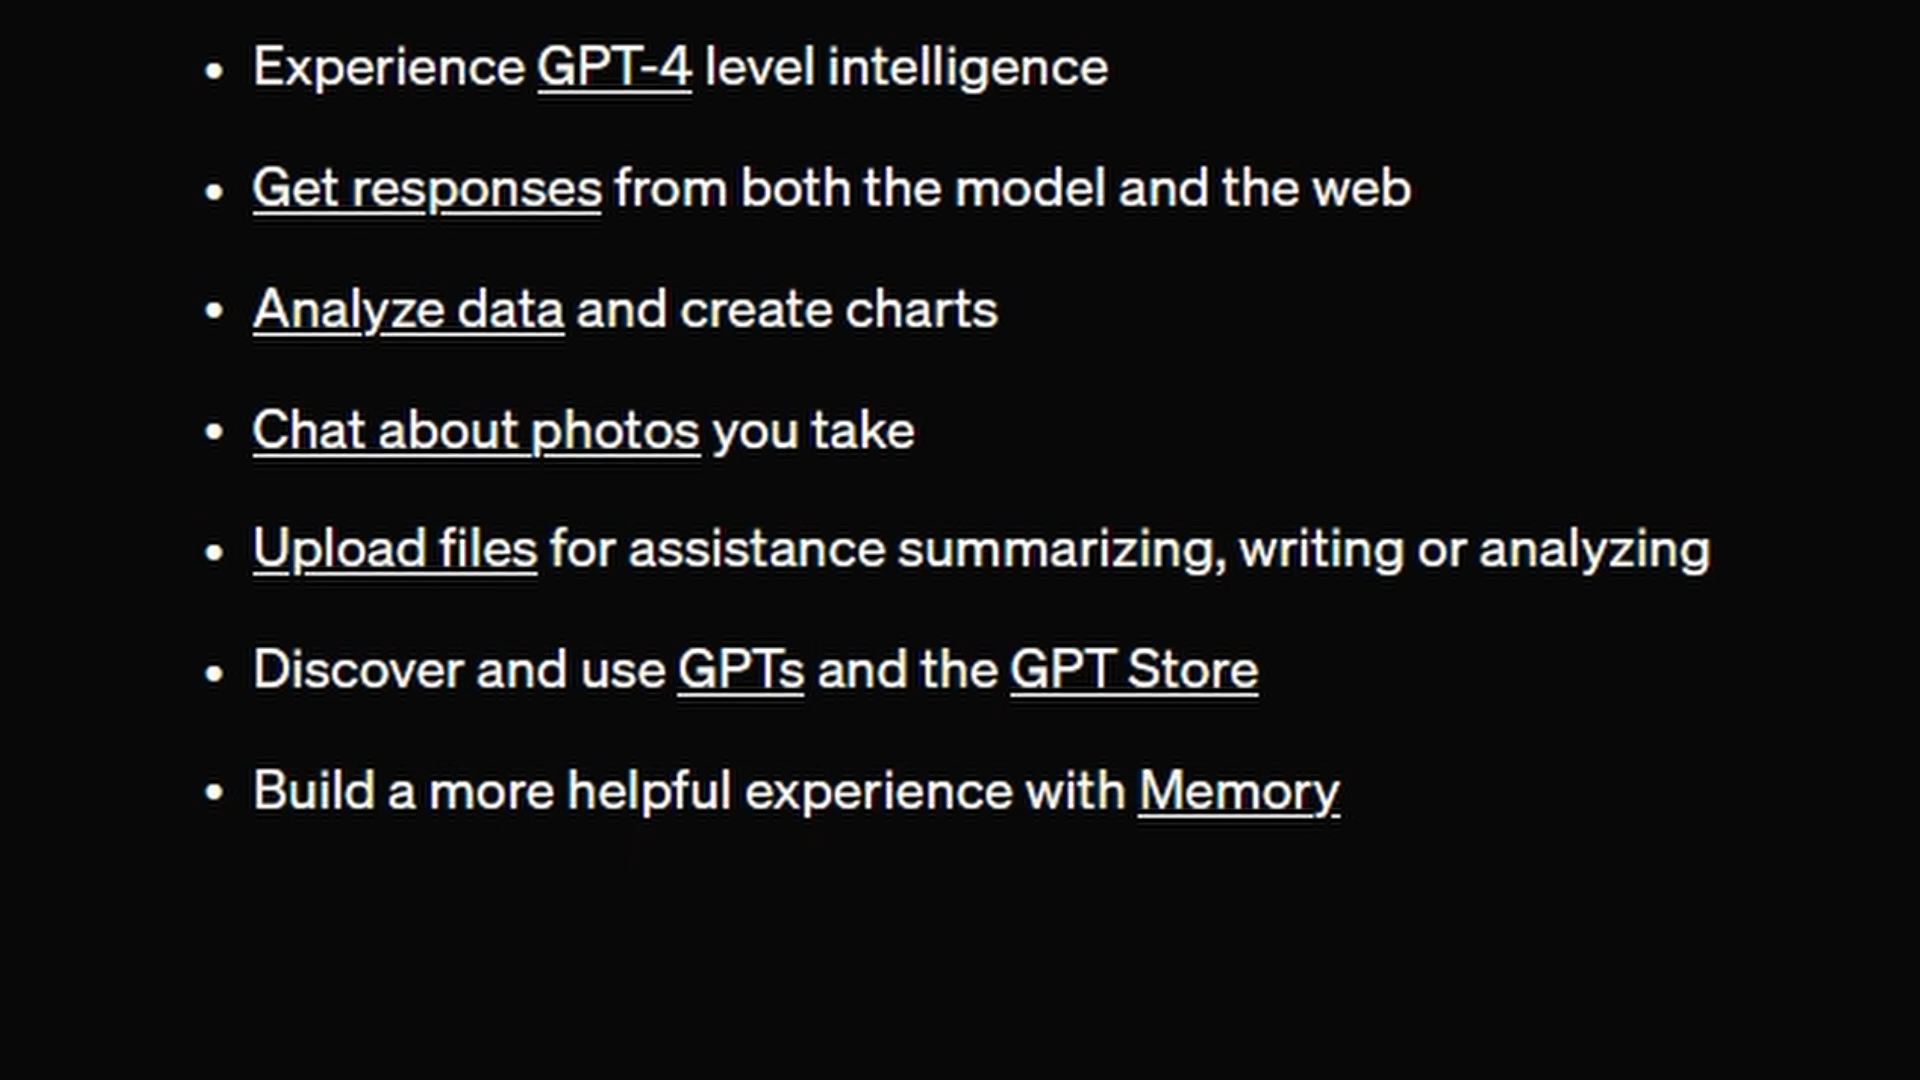 • Experience GPT-4 level intelligence
• Get responses from both the model and the web
• Analyze data and create charts
• Chat about photos you take
• Upload files for assistance summarizing, writing or analyzing
• Discover and use GPTs and the GPT Store
• Build a more helpful experience with Memory